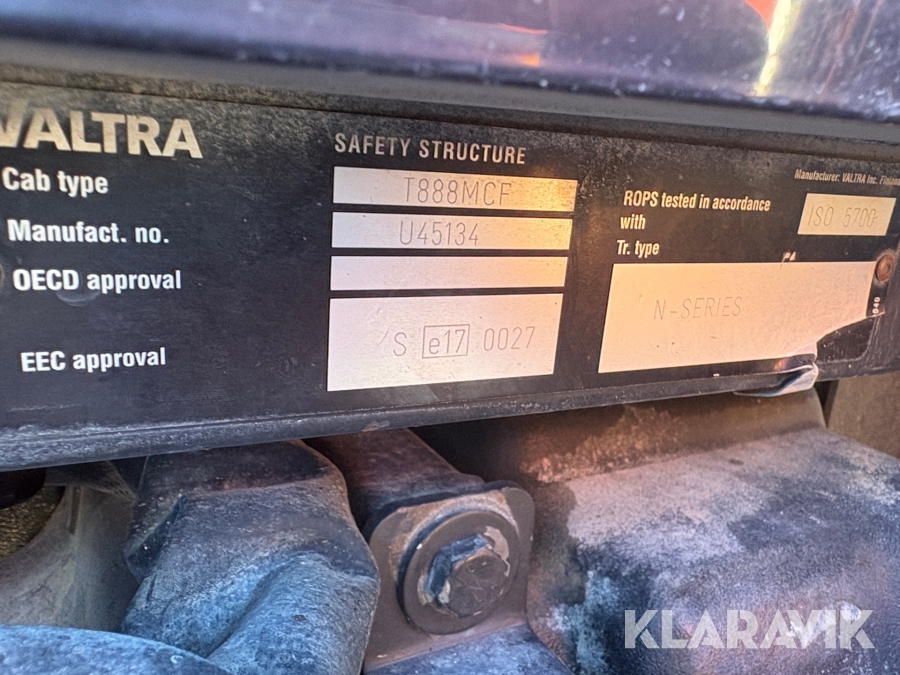 VALTRA
SAFETY STRUCTURE
Manufacturer: VALTRA Inc. Finland
Cab type T888MCF
ROPS tested in accordance
with ISO 5700
Manufact. no. U45134
Tr. type
OECD approval
N-SERIES
EEC approval /S e17 0027
KLARAVIK